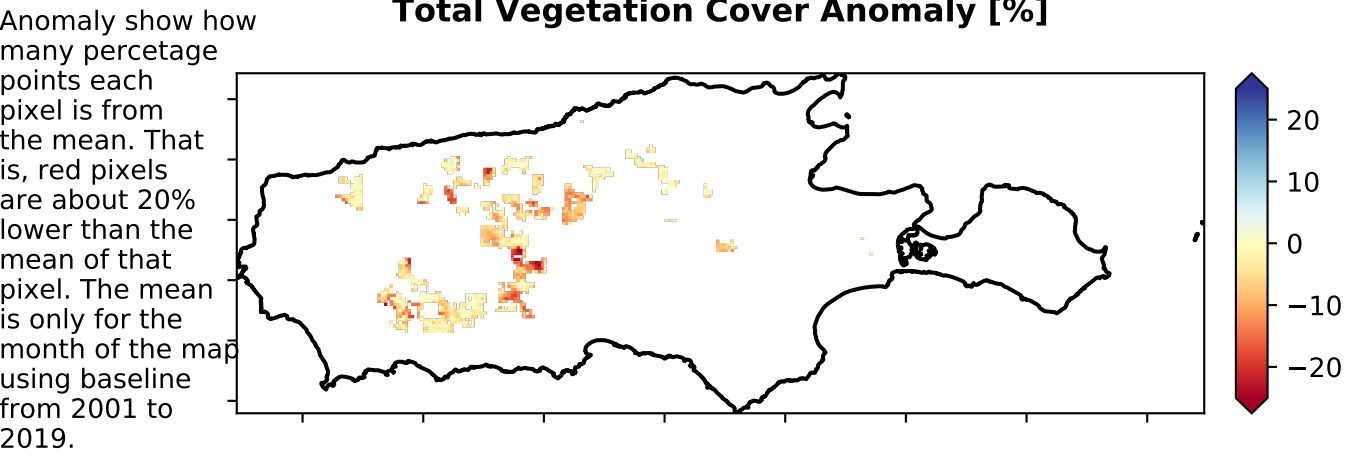 Total Vegetation Cover Anomaly [%]
Anomaly show how
many percetage
points each
pixel is from
the mean. That
is, red pixels
are about 20%
lower than the
mean of that
pixel. The mean
is only for the
month of the map
using baseline
from 2001 to
2019.
20
10
0
−10
−20